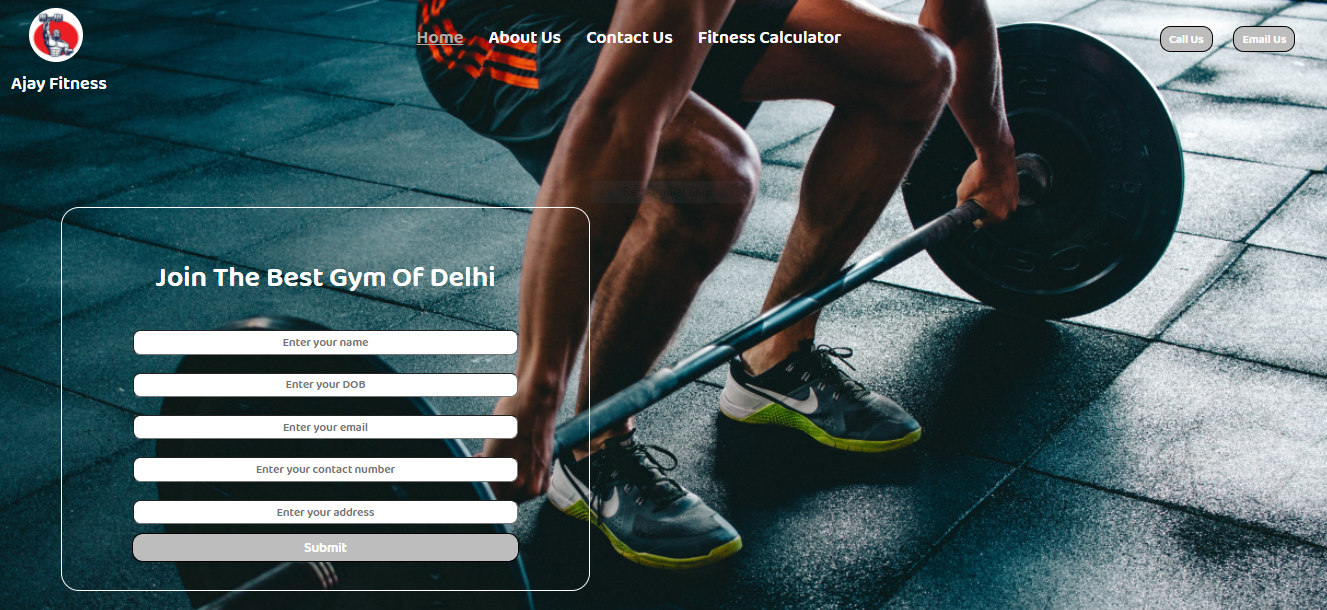 Home
About Us
Contact Us
Fitness Calculator
Call Us
Email Us
Ajay Fitness
Join The Best Gym Of Delhi
Enter your name
Enter your DOB
Enter your email
Enter your contact number
Enter your address
Submit